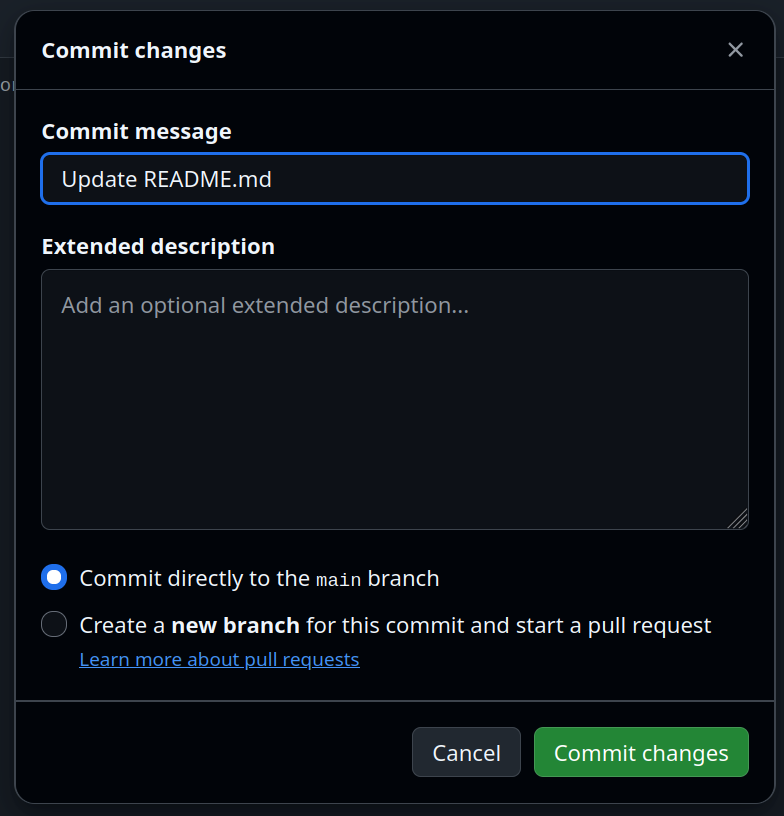 Commit changes
Commit message
Update README.md
Extended description
Add an optional extended description...
Commit directly to the main branch
Create a new branch for this commit and start a pull request
Learn more about pull requests
Cancel
Commit changes